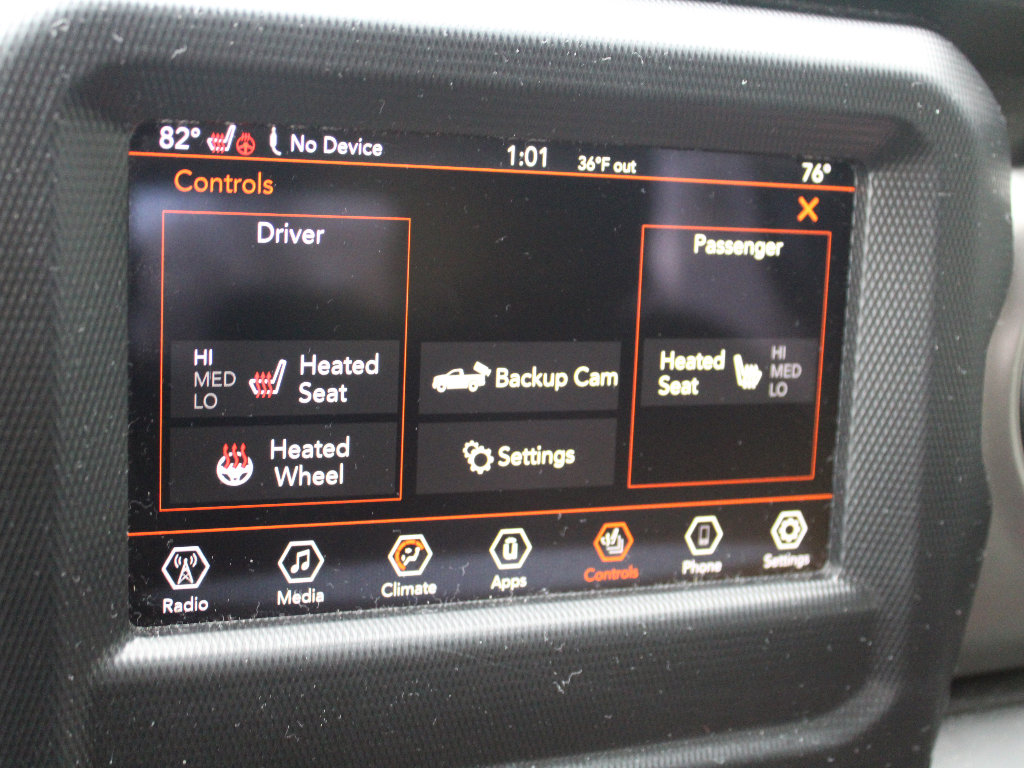 82° No Device 1:01 36°F out 76°
Controls
Driver
Passenger
HI
MED
LO
Heated
Seat
Backup Cam
Heated
Seat
HI
MED
LO
Heated
Wheel
Settings
Radio Media Climate Apps Controls Phone Settings